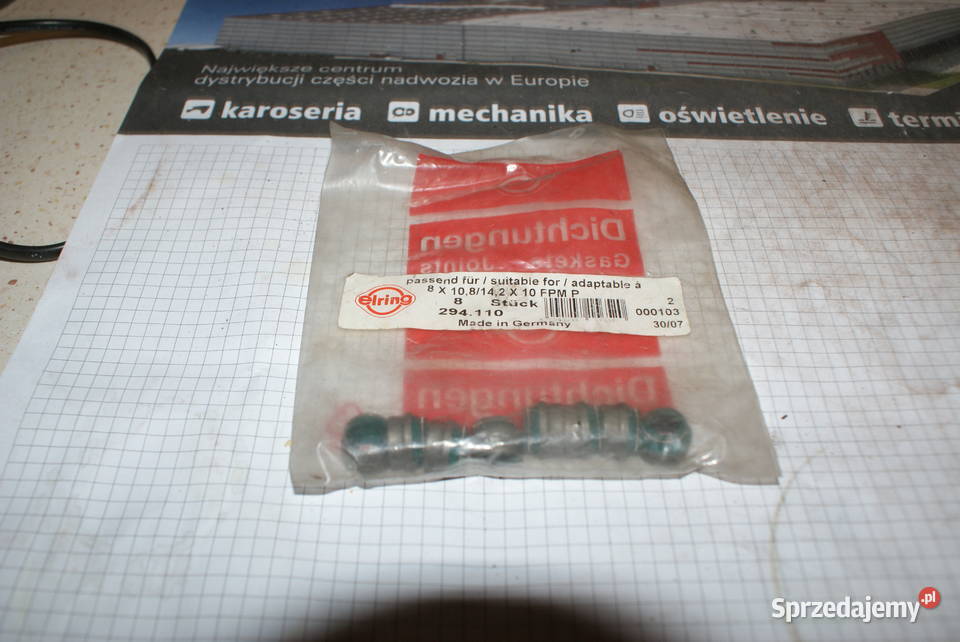 Największe centrum
dystrybucji części nadwozia w Europie
karoseria mechanika oświetlenie termi
Dichtungen
Gaskets Joints
passend für / suitable for / adaptable à
8 X 10,8/14,2 X 10 FPM P
elring
8 Stück
2
294.110
000103
Made in Germany
30/07
Dichtungen
Sprzedajemy.pl